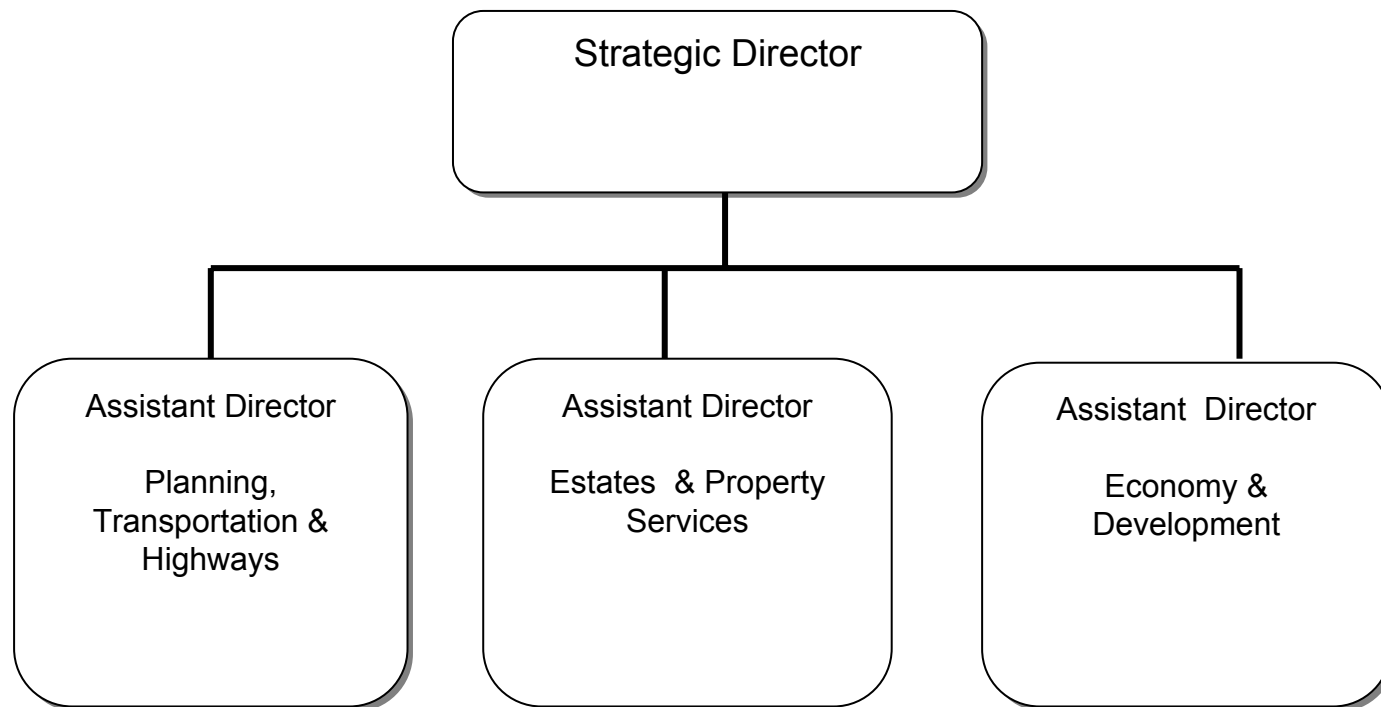 Strategic Director
Assistant Director
Planning,
Transportation &
Highways
Assistant Director
Estates & Property
Services
Assistant Director
Economy &
Development